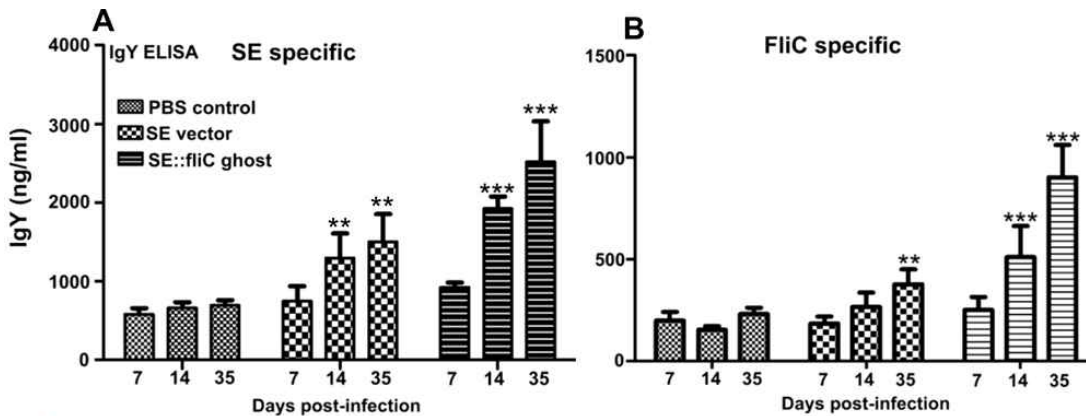 A
IgY ELISA SE specific
PBS control
SE vector
SE::fliC ghost
IgY (ng/ml)
4000
3000
2000
1000
0
** ** *** ***
7 14 35 7 14 35 7 14 35
Days post-infection
B
FliC specific
1500
1000
500
0
** *** ***
7 14 35 7 14 35 7 14 35
Days post-infection